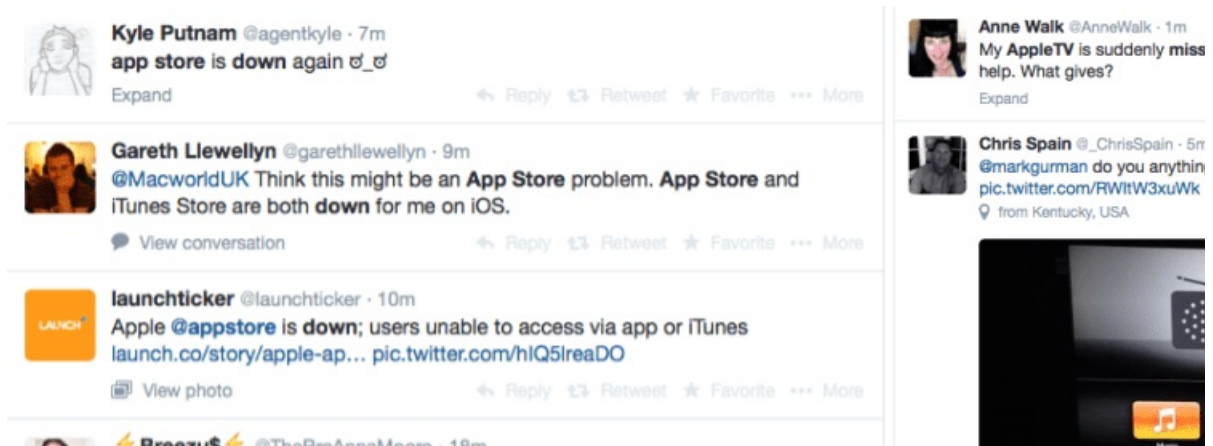 Kyle Putnam @agentkyle · 7m
app store is down again ಠ_ಠ
Expand
Reply Retweet Favorite ••• More
Gareth Llewellyn @garethllewellyn · 9m
@MacworldUK Think this might be an App Store problem. App Store and
iTunes Store are both down for me on iOS.
View conversation
Reply Retweet Favorite ••• More
LAUNCH
launchticker @launchticker · 10m
Apple @appstore is down; users unable to access via app or iTunes
launch.co/story/apple-ap... pic.twitter.com/hIQ5IreaDO
View photo
Reply Retweet Favorite ••• More
Anne Walk @AnneWalk · 1m
My AppleTV is suddenly miss
help. What gives?
Expand
Chris Spain @_ChrisSpain · 5m
@markgurman do you anything
pic.twitter.com/RWItW3xuWk
from Kentucky, USA